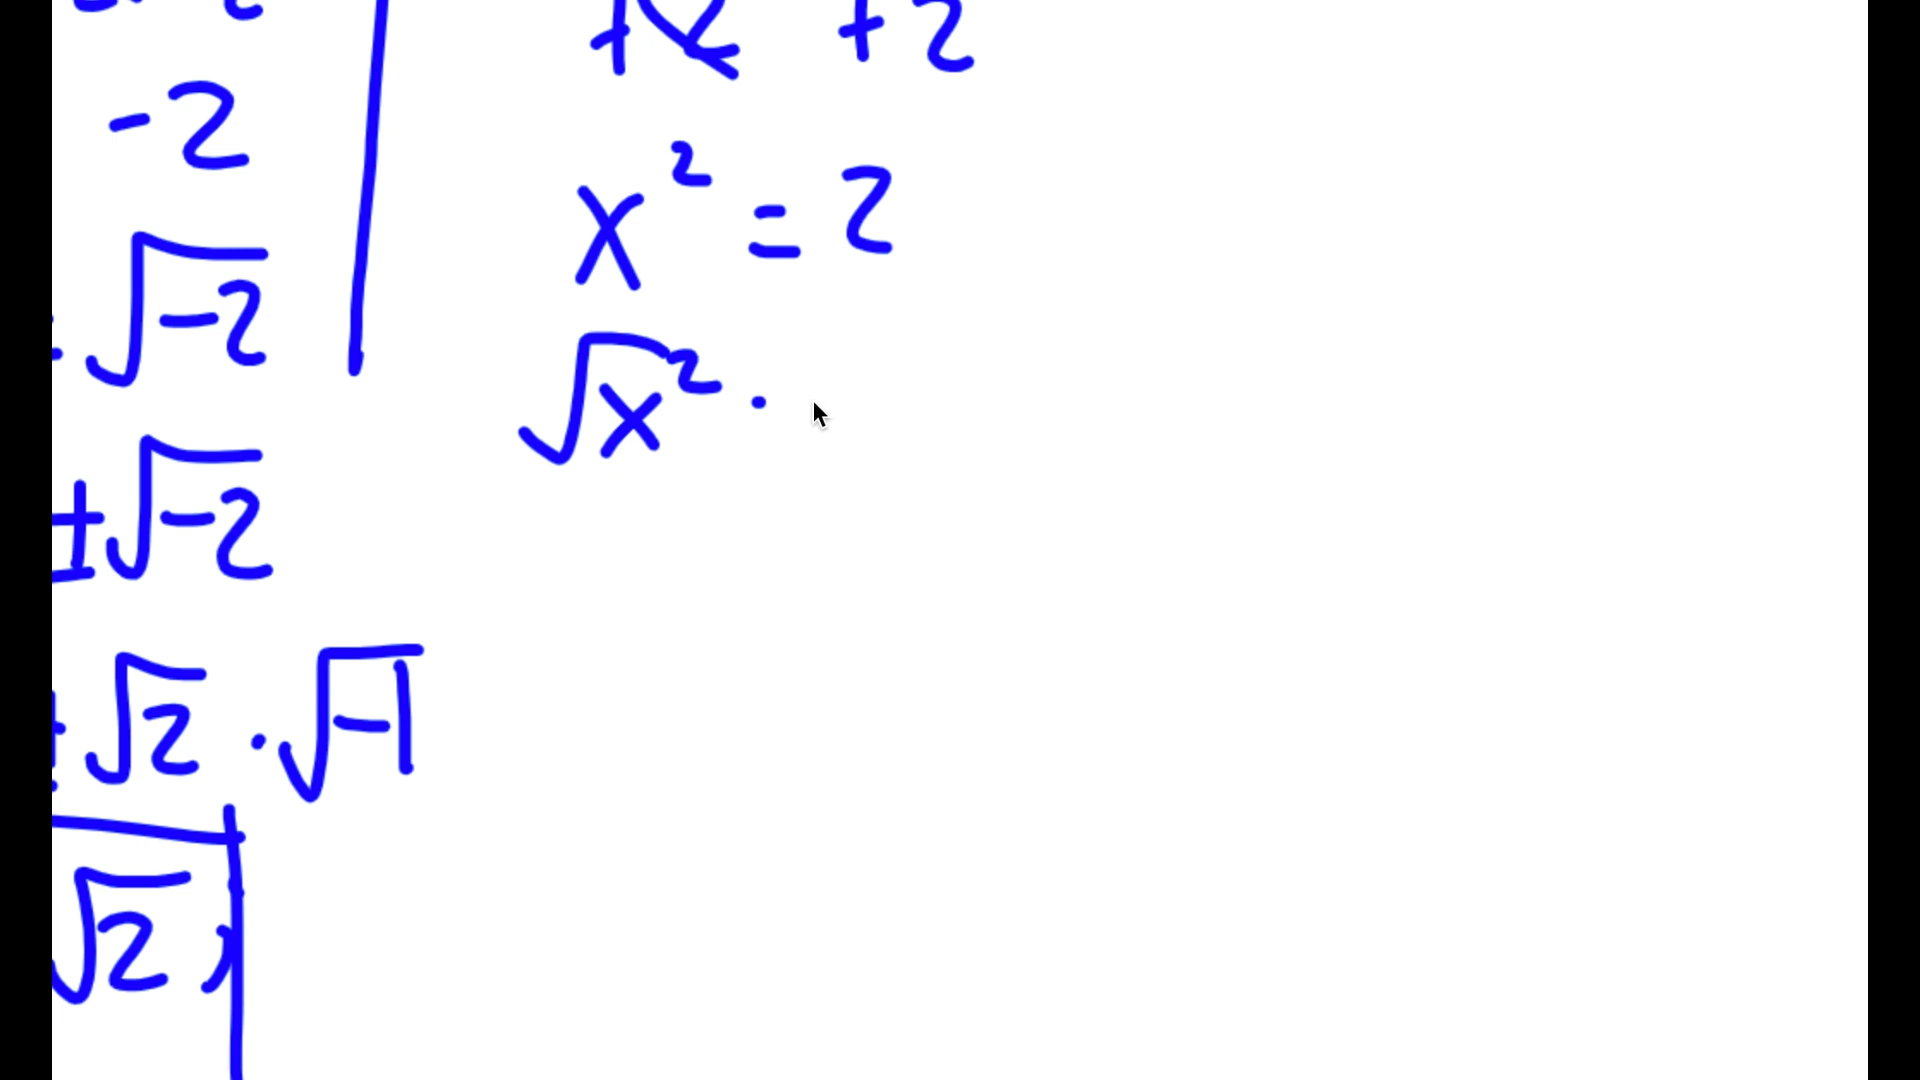 -2
√-2
±√-2
± √2 · √-1
√2 i
+2 +2
x² = 2
√x² ·